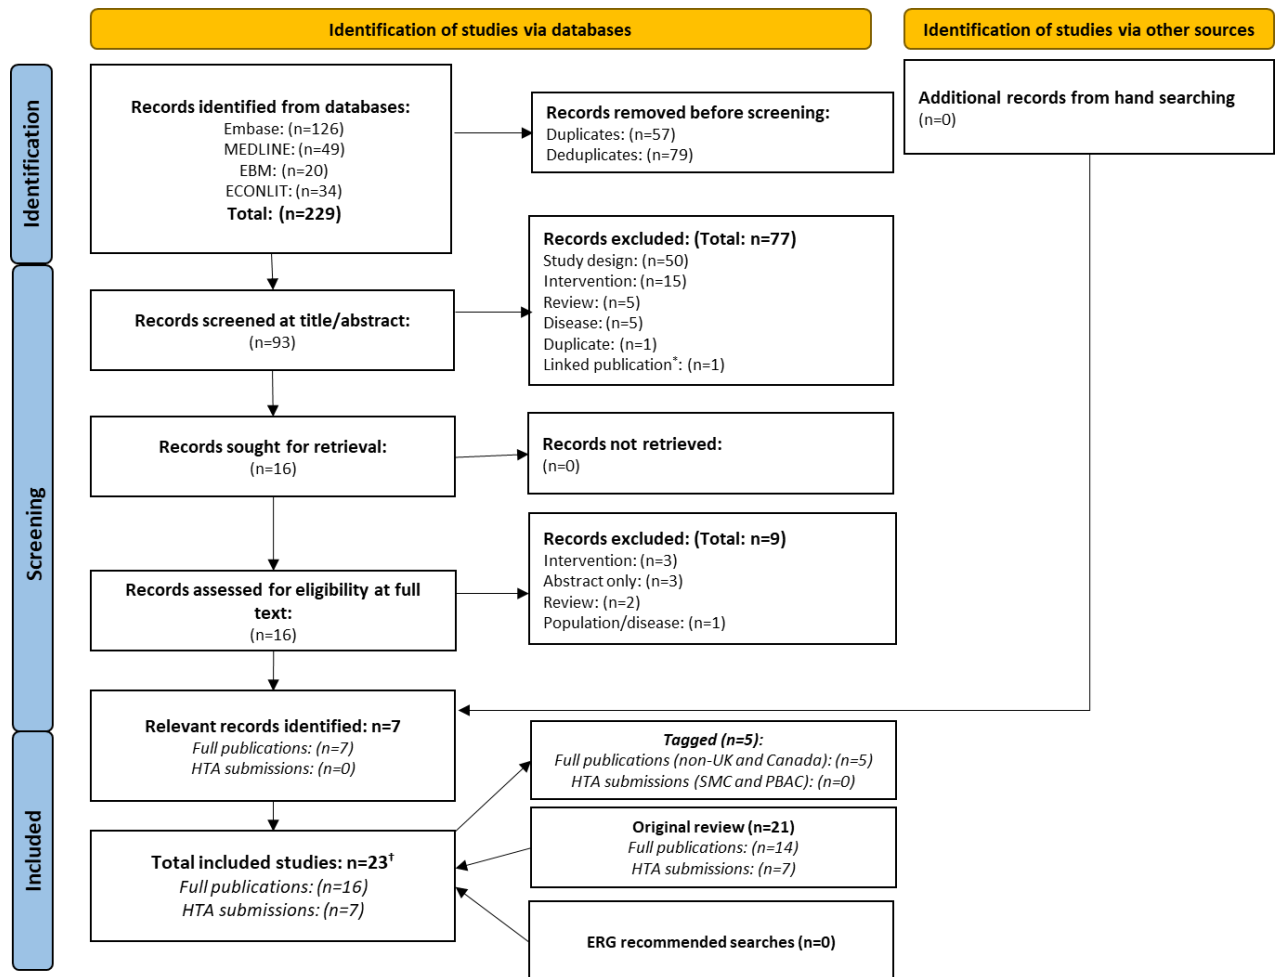 Identification of studies via databases
Identification of studies via other sources
Identification
Records identified from databases:
Embase: (n=126)
MEDLINE: (n=49)
EBM: (n=20)
ECONLIT: (n=34)
Total: (n=229)
Records removed before screening:
Duplicates: (n=57)
Deduplicates: (n=79)
Additional records from hand searching
(n=0)
Screening
Records screened at title/abstract:
(n=93)
Records excluded: (Total: n=77)
Study design: (n=50)
Intervention: (n=15)
Review: (n=5)
Disease: (n=5)
Duplicate: (n=1)
Linked publication*: (n=1)
Records sought for retrieval:
(n=16)
Records not retrieved:
(n=0)
Records assessed for eligibility at full
text:
(n=16)
Records excluded: (Total: n=9)
Intervention: (n=3)
Abstract only: (n=3)
Review: (n=2)
Population/disease: (n=1)
Relevant records identified: n=7
Full publications: (n=7)
HTA submissions: (n=0)
Included
Tagged (n=5):
Full publications (non-UK and Canada): (n=5)
HTA submissions (SMC and PBAC): (n=0)
Total included studies: n=23†
Full publications: (n=16)
HTA submissions: (n=7)
Original review (n=21)
Full publications: (n=14)
HTA submissions: (n=7)
ERG recommended searches (n=0)